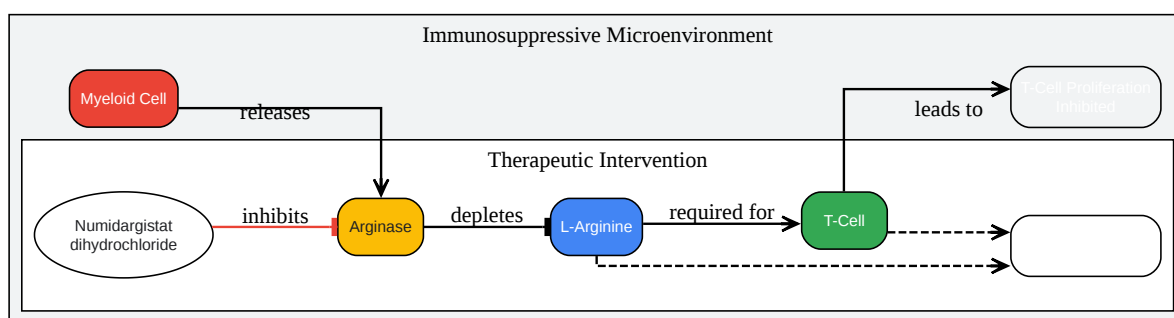 Immunosuppressive Microenvironment
Myeloid Cell
releases
leads to
T-Cell Proliferation
Inhibited
Therapeutic Intervention
Numidargistat
dihydrochloride
inhibits
Arginase
depletes
L-Arginine
required for
T-Cell